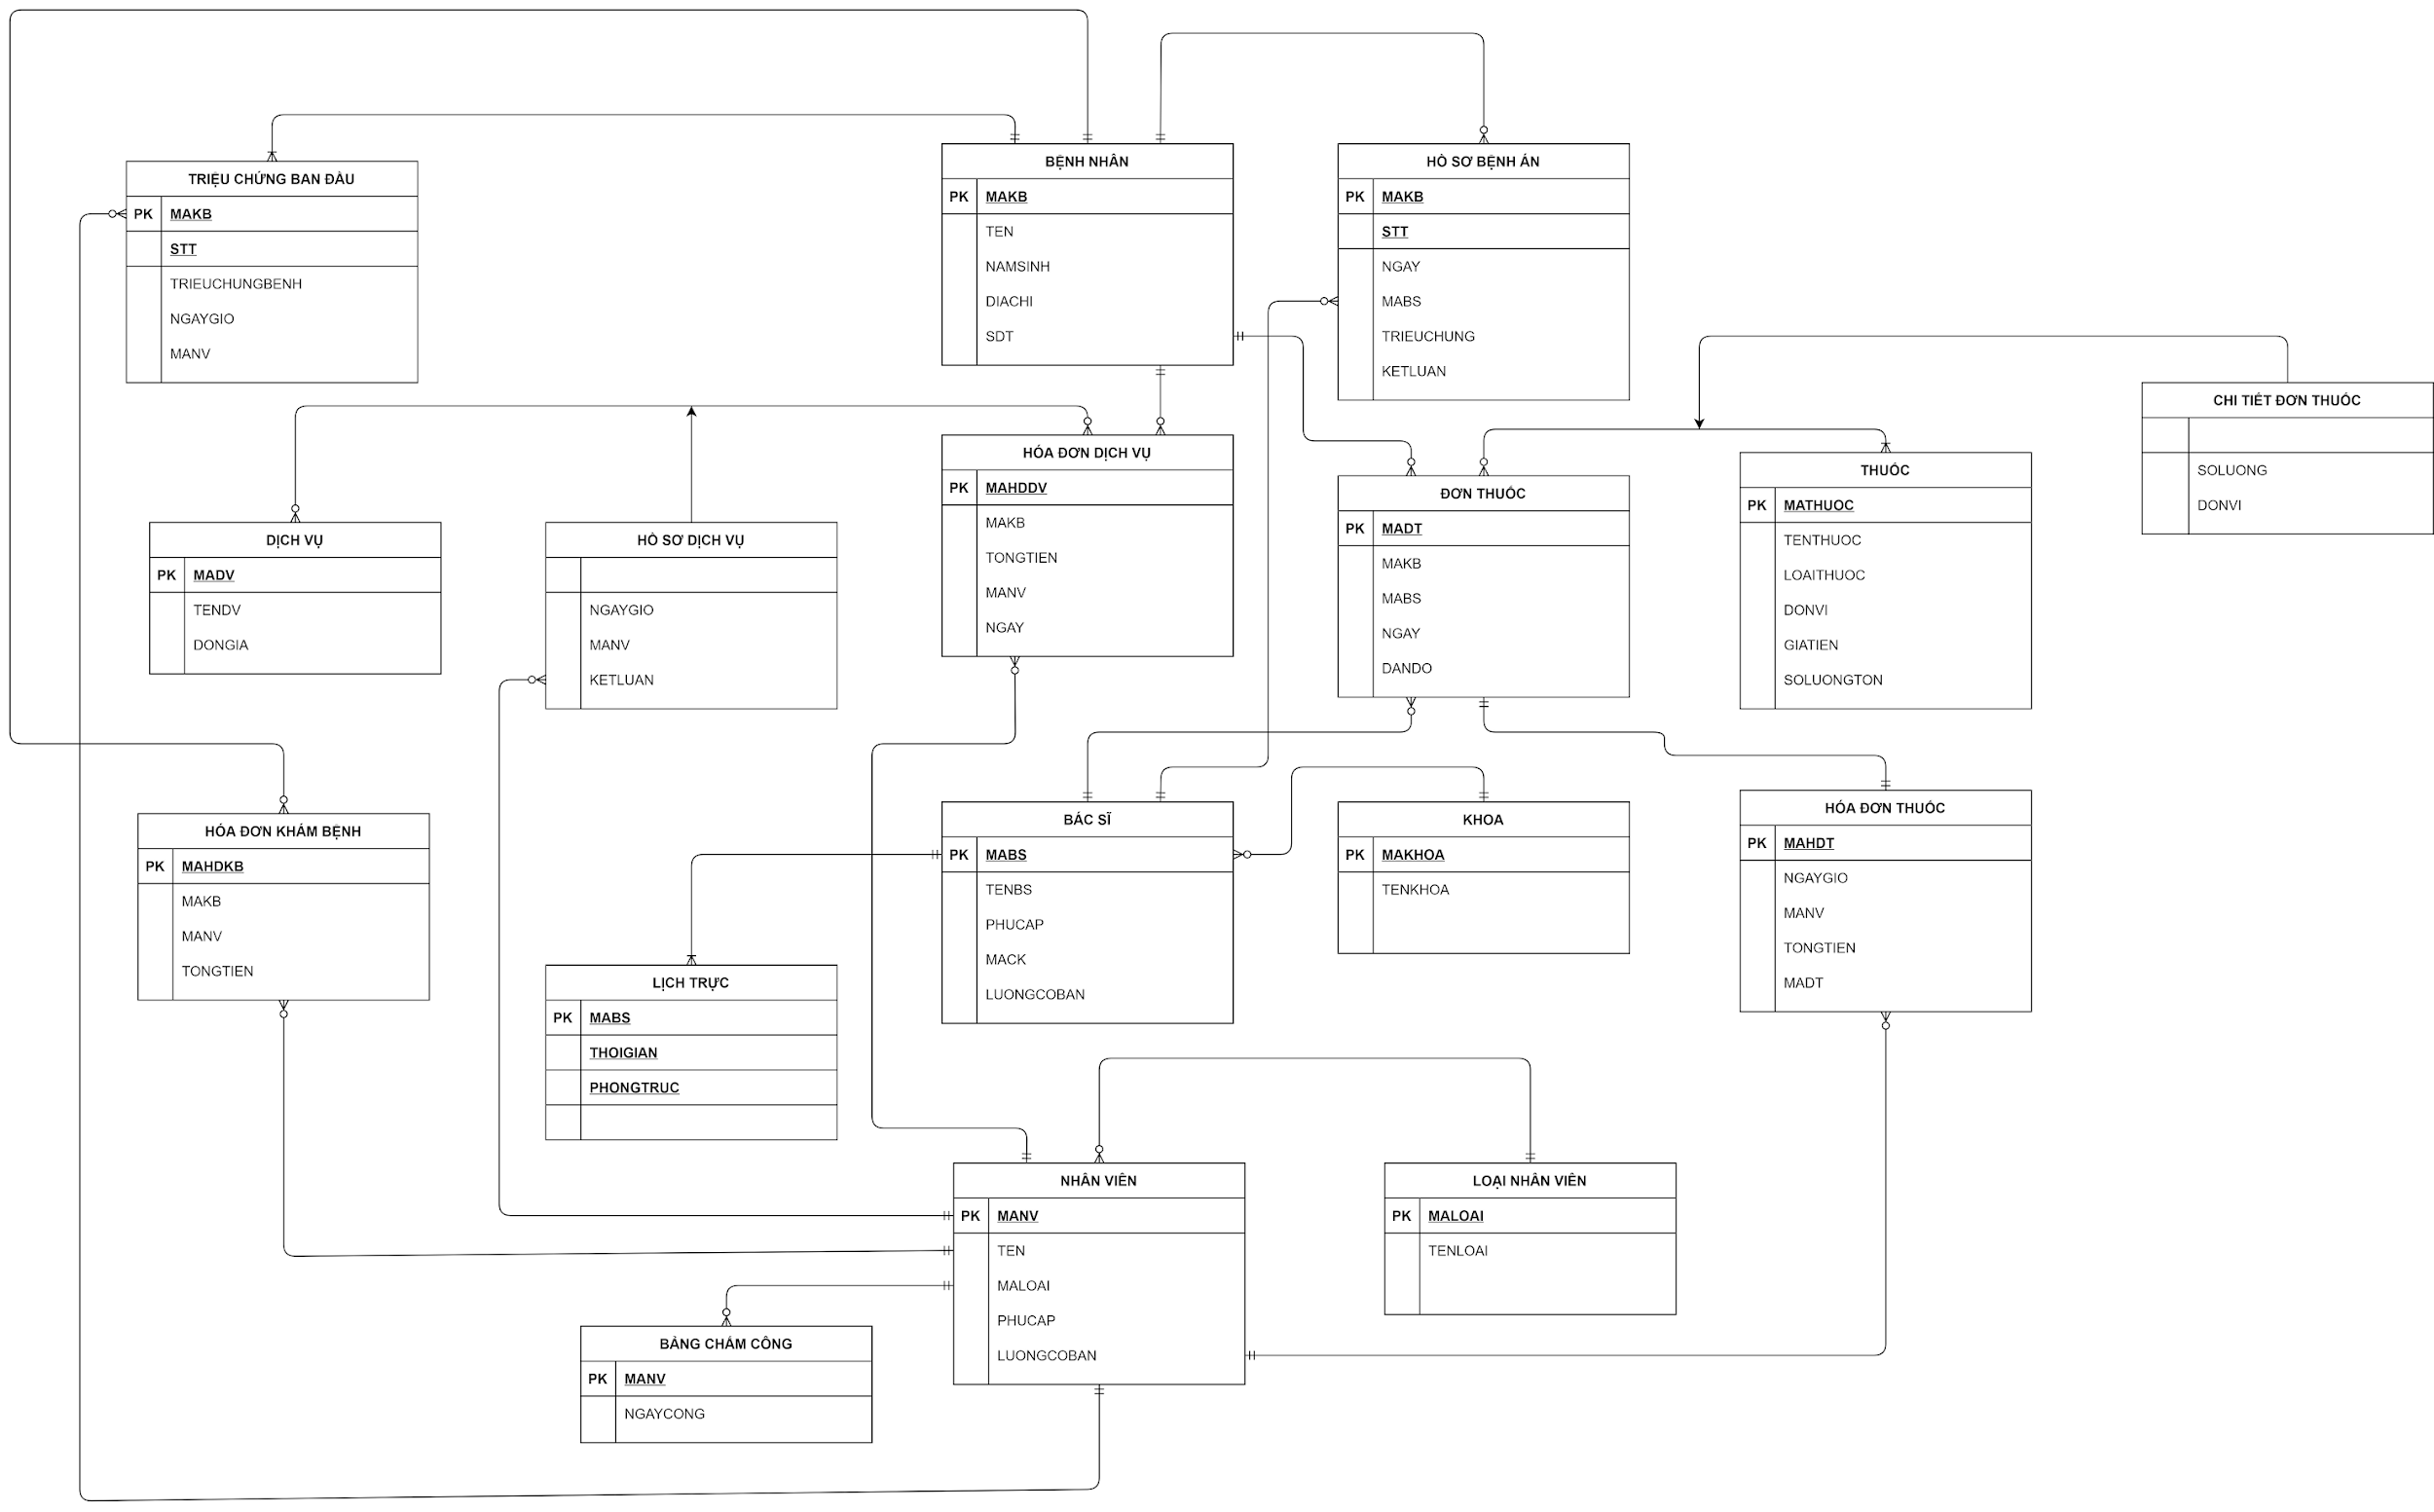 TRIỆU CHỨNG BAN ĐẦU
PK MAKB
STT
TRIEUCHUNGBENH
NGAYGIO
MANV
BỆNH NHÂN
PK MAKB
TEN
NAMSINH
DIACHI
SDT
HỒ SƠ BỆNH ÁN
PK MAKB
STT
NGAY
MABS
TRIEUCHUNG
KETLUAN
CHI TIẾT ĐƠN THUỐC
SOLUONG
DONVI
DỊCH VỤ
PK MADV
TENDV
DONGIA
HỒ SƠ DỊCH VỤ
NGAYGIO
MANV
KETLUAN
HÓA ĐƠN DỊCH VỤ
PK MAHDDV
MAKB
TONGTIEN
MANV
NGAY
ĐƠN THUỐC
PK MADT
MAKB
MABS
NGAY
DANDO
THUỐC
PK MATHUOC
TENTHUOC
LOAITHUOC
DONVI
GIATIEN
SOLUONGTON
HÓA ĐƠN KHÁM BỆNH
PK MAHDKB
MAKB
MANV
TONGTIEN
LỊCH TRỰC
PK MABS
THOIGIAN
PHONGTRUC
BÁC SĨ
PK MABS
TENBS
PHUCAP
MACK
LUONGCOBAN
KHOA
PK MAKHOA
TENKHOA
HÓA ĐƠN THUỐC
PK MAHDT
NGAYGIO
MANV
TONGTIEN
MADT
NHÂN VIÊN
PK MANV
TEN
MALOAI
PHUCAP
LUONGCOBAN
LOẠI NHÂN VIÊN
PK MALOAI
TENLOAI
BẢNG CHẤM CÔNG
PK MANV
NGAYCONG